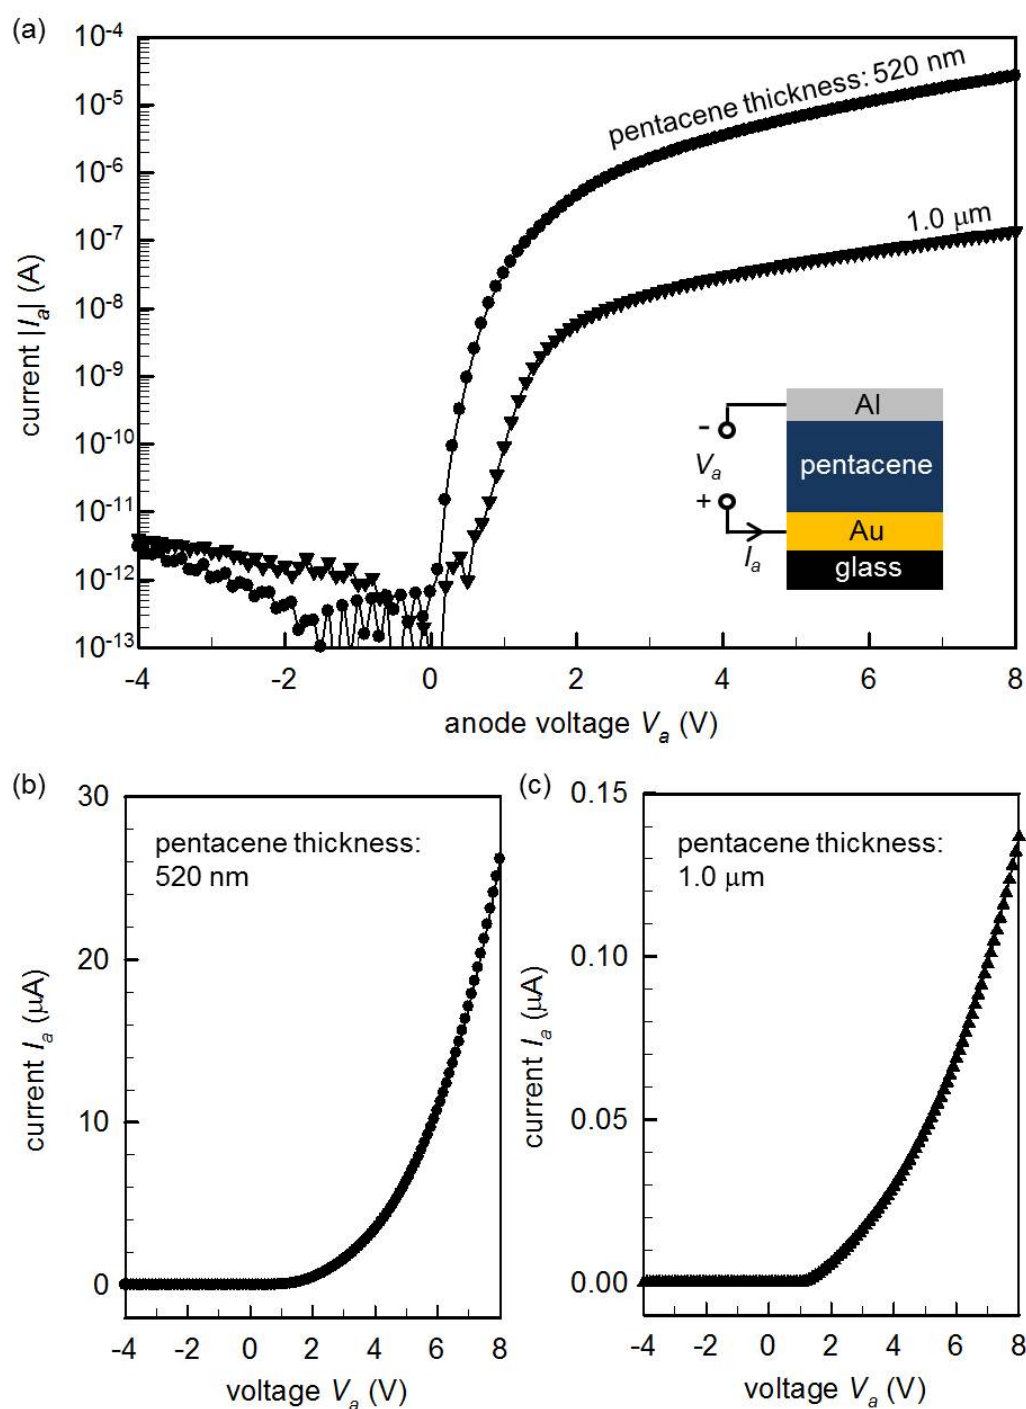 (a)
10⁻⁴
10⁻⁵
10⁻⁶
10⁻⁷
10⁻⁸
10⁻⁹
10⁻¹⁰
10⁻¹¹
10⁻¹²
10⁻¹³
current |Iₐ| (A)
pentacene thickness: 520 nm
1.0 μm
Al
-
pentacene
Vₐ
+
Au
Iₐ
glass
-4 -2 0 2 4 6 8
anode voltage Vₐ (V)
(b)
30
20
10
0
current Iₐ (μA)
pentacene thickness:
520 nm
-4 -2 0 2 4 6 8
voltage Vₐ (V)
(c)
0.15
0.10
0.05
0.00
current Iₐ (μA)
pentacene thickness:
1.0 μm
-4 -2 0 2 4 6 8
voltage Vₐ (V)